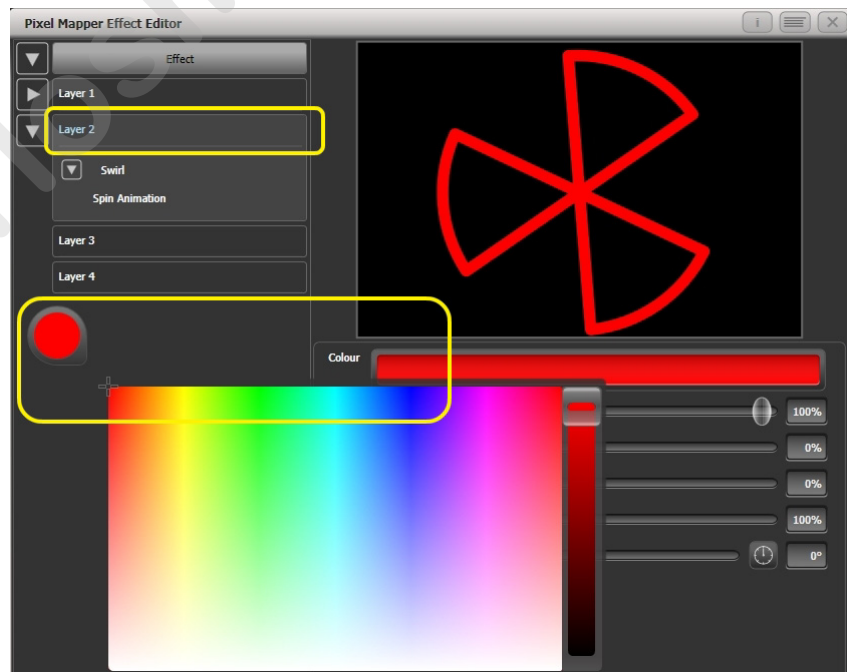 Pixel Mapper Effect Editor
i
Effect
Layer 1
Layer 2
Swirl
Spin Animation
Layer 3
Layer 4
Colour
100%
0%
0%
100%
0°